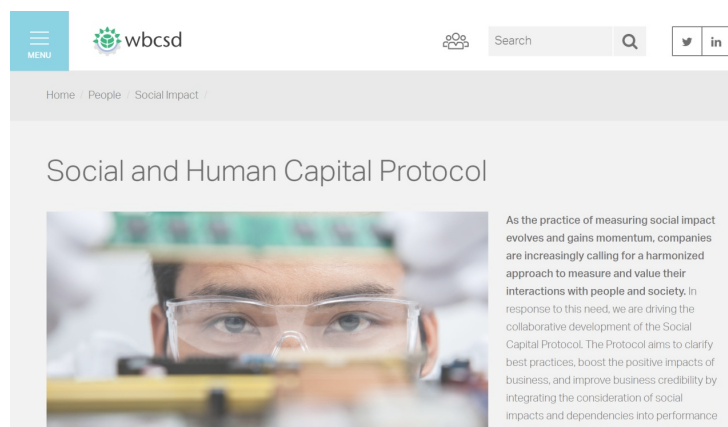 MENU
wbcsd
Search
in
Home / People / Social Impact /
Social and Human Capital Protocol
As the practice of measuring social impact
evolves and gains momentum, companies
are increasingly calling for a harmonized
approach to measure and value their
interactions with people and society. In
response to this need, we are driving the
collaborative development of the Social
Capital Protocol. The Protocol aims to clarify
best practices, boost the positive impacts of
business, and improve business credibility by
integrating the consideration of social
impacts and dependencies into performance